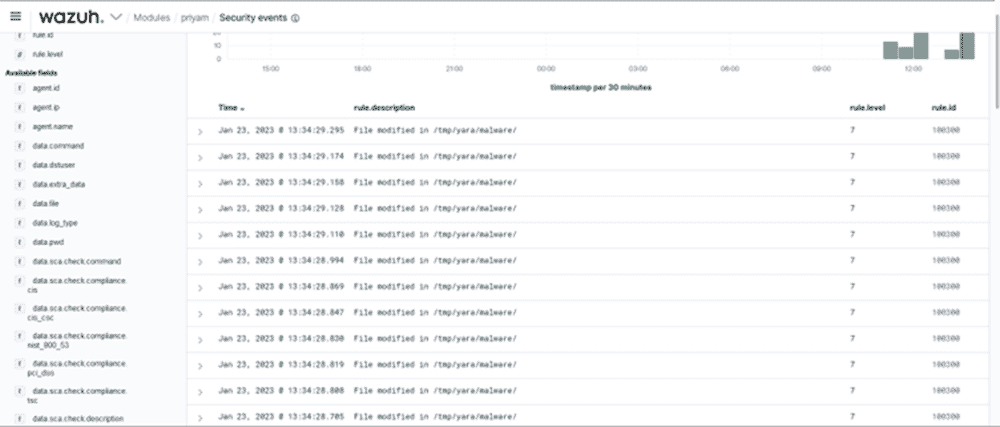 wazuh. / Modules / priyam / Security events
rule.id
rule.level
Available fields
agent.id
agent.ip
agent.name
data.command
data.dstuser
data.extra_data
data.file
data.log_type
data.pwd
data.sca.check.command
data.sca.check.compliance.
cis
data.sca.check.compliance.
cis_csc
data.sca.check.compliance.
nist_800_53
data.sca.check.compliance.
pci_dss
data.sca.check.compliance.
tsc
data.sca.check.description
10
0
15:00 18:00 21:00 00:00 03:00 06:00 09:00 12:00
timestamp per 30 minutes
Time rule.description rule.level rule.id
Jan 23, 2023 @ 13:34:29.295 File modified in /tmp/yara/malware/ 7 100300
Jan 23, 2023 @ 13:34:29.174 File modified in /tmp/yara/malware/ 7 100300
Jan 23, 2023 @ 13:34:29.158 File modified in /tmp/yara/malware/ 7 100300
Jan 23, 2023 @ 13:34:29.128 File modified in /tmp/yara/malware/ 7 100300
Jan 23, 2023 @ 13:34:29.110 File modified in /tmp/yara/malware/ 7 100300
Jan 23, 2023 @ 13:34:28.994 File modified in /tmp/yara/malware/ 7 100300
Jan 23, 2023 @ 13:34:28.869 File modified in /tmp/yara/malware/ 7 100300
Jan 23, 2023 @ 13:34:28.847 File modified in /tmp/yara/malware/ 7 100300
Jan 23, 2023 @ 13:34:28.830 File modified in /tmp/yara/malware/ 7 100300
Jan 23, 2023 @ 13:34:28.819 File modified in /tmp/yara/malware/ 7 100300
Jan 23, 2023 @ 13:34:28.808 File modified in /tmp/yara/malware/ 7 100300
Jan 23, 2023 @ 13:34:28.705 File modified in /tmp/yara/malware/ 7 100300